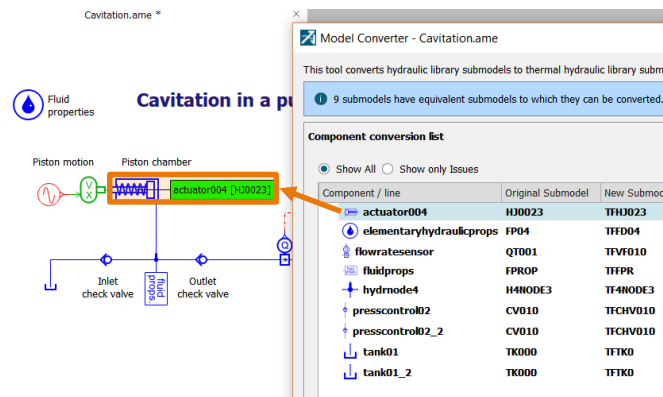 Cavitation.ame *
Model Converter - Cavitation.ame
This tool converts hydraulic library submodels to thermal hydraulic library subm
Fluid
properties
Cavitation in a pu
9 submodels have equivalent submodels to which they can be converted.
Component conversion list
Piston motion Piston chamber
Show All Show only Issues
V
X
actuator004 [HJ0023]
Component / line Original Submodel New Submod
actuator004 HJ0023 TFHJ023
elementaryhydraulicprops FP04 TFFD04
Q
flowratesensor QT001 TFVF010
fluidprops FPROP TFFPR
hydrnode4 H4NODE3 TF4NODE3
presscontrol02 CV010 TFCHV010
presscontrol02_2 CV010 TFCHV010
tank01 TK000 TFTK0
tank01_2 TK000 TFTK0
Inlet
check valve
fluid
props.
Outlet
check valve